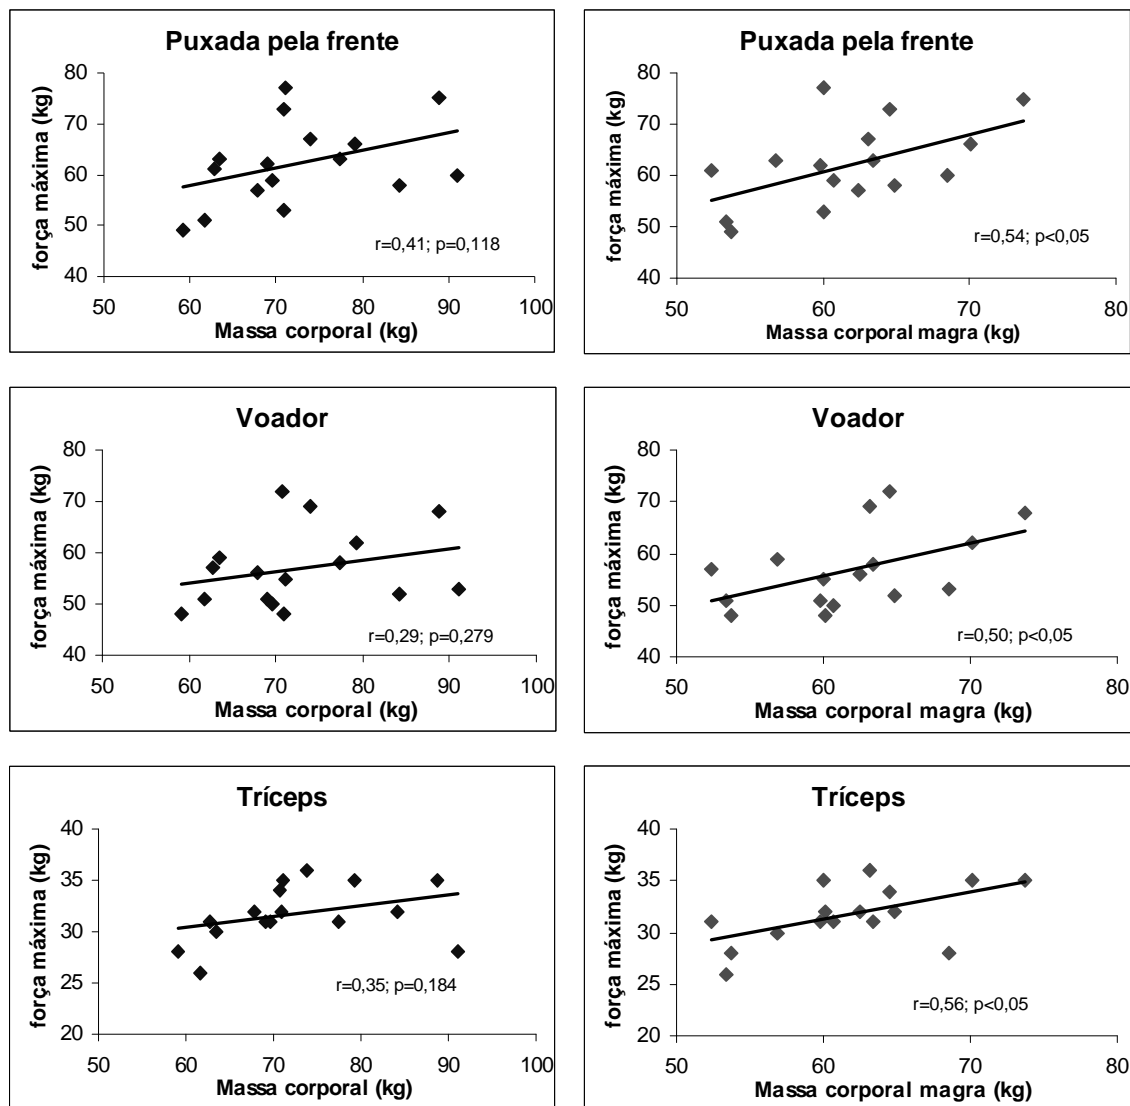 Puxada pela frente
força máxima (kg)
80
70
60
50
40
r=0,41; p=0,118
50 60 70 80 90 100
Massa corporal (kg)
Puxada pela frente
força máxima (kg)
80
70
60
50
40
r=0,54; p<0,05
50 60 70 80
Massa corporal magra (kg)
Voador
força máxima (kg)
80
70
60
50
40
r=0,29; p=0,279
50 60 70 80 90 100
Massa corporal (kg)
Voador
força máxima (kg)
80
70
60
50
40
r=0,50; p<0,05
50 60 70 80
Massa corporal magra (kg)
Tríceps
força máxima (kg)
40
35
30
25
20
r=0,35; p=0,184
50 60 70 80 90 100
Massa corporal (kg)
Tríceps
força máxima (kg)
40
35
30
25
20
r=0,56; p<0,05
50 60 70 80
Massa corporal magra (kg)